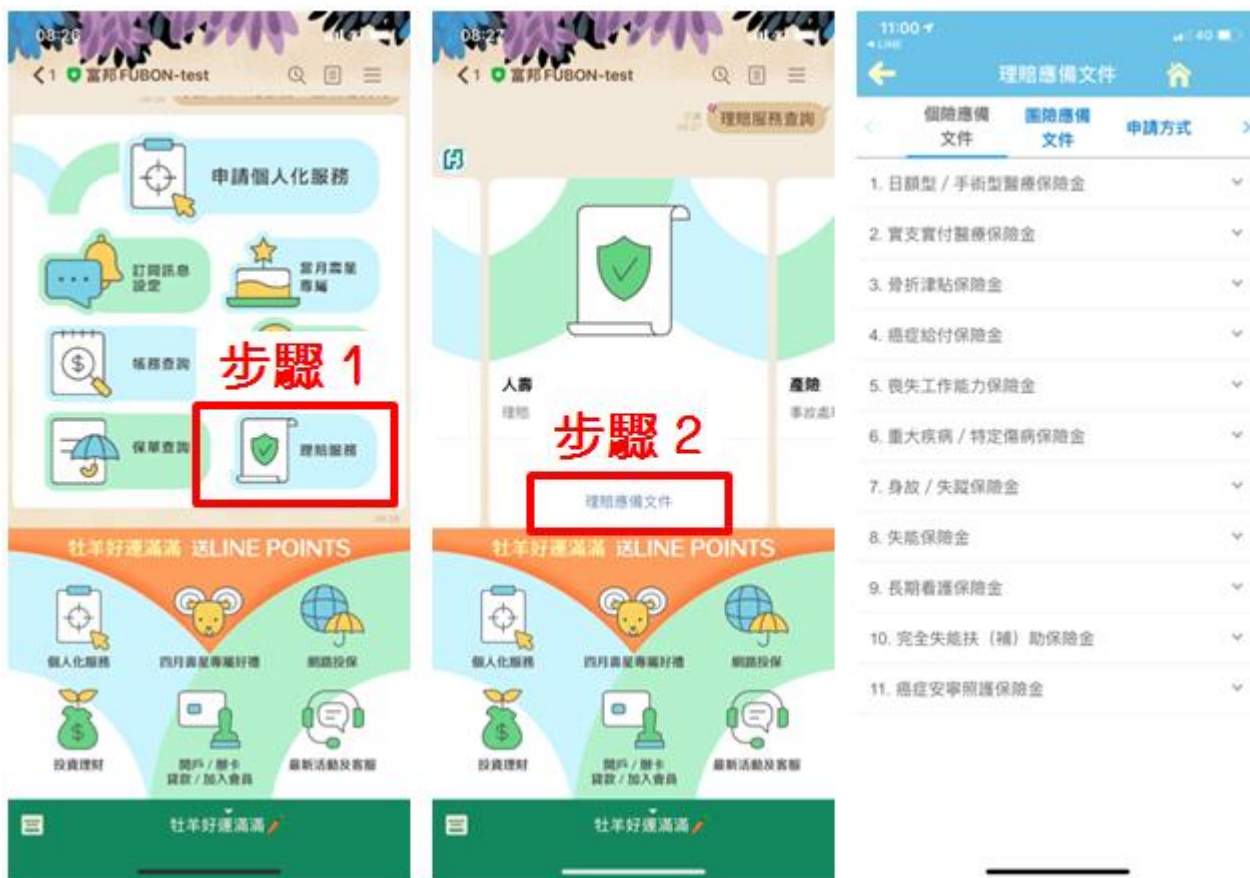 08:26
1 富邦 FUBON-test
申請個人化服務
訂閱訊息
設定
當月壽星
專屬
帳務查詢
步驟 1
保單查詢
理賠服務
牡羊好運滿滿 送LINE POINTS
個人化服務
四月壽星專屬好禮
網路投保
投資理財
開戶 / 辦卡
貸款 / 加入會員
最新活動及客服
牡羊好運滿滿
08:27
1 富邦 FUBON-test
理賠服務查詢
人壽
理賠
產險
步驟 2
理賠應備文件
牡羊好運滿滿 送LINE POINTS
個人化服務
四月壽星專屬好禮
網路投保
投資理財
開戶 / 辦卡
貸款 / 加入會員
最新活動及客服
牡羊好運滿滿
11:00
LINE
4G
理賠應備文件
個險應備
文件
團險應備
文件
申請方式
1. 日額型 / 手術型醫療保險金
2. 實支實付醫療保險金
3. 骨折津貼保險金
4. 癌症給付保險金
5. 喪失工作能力保險金
6. 重大疾病 / 特定傷病保險金
7. 身故 / 失蹤保險金
8. 失能保險金
9. 長期看護保險金
10. 完全失能扶（補）助保險金
11. 癌症安寧照護保險金